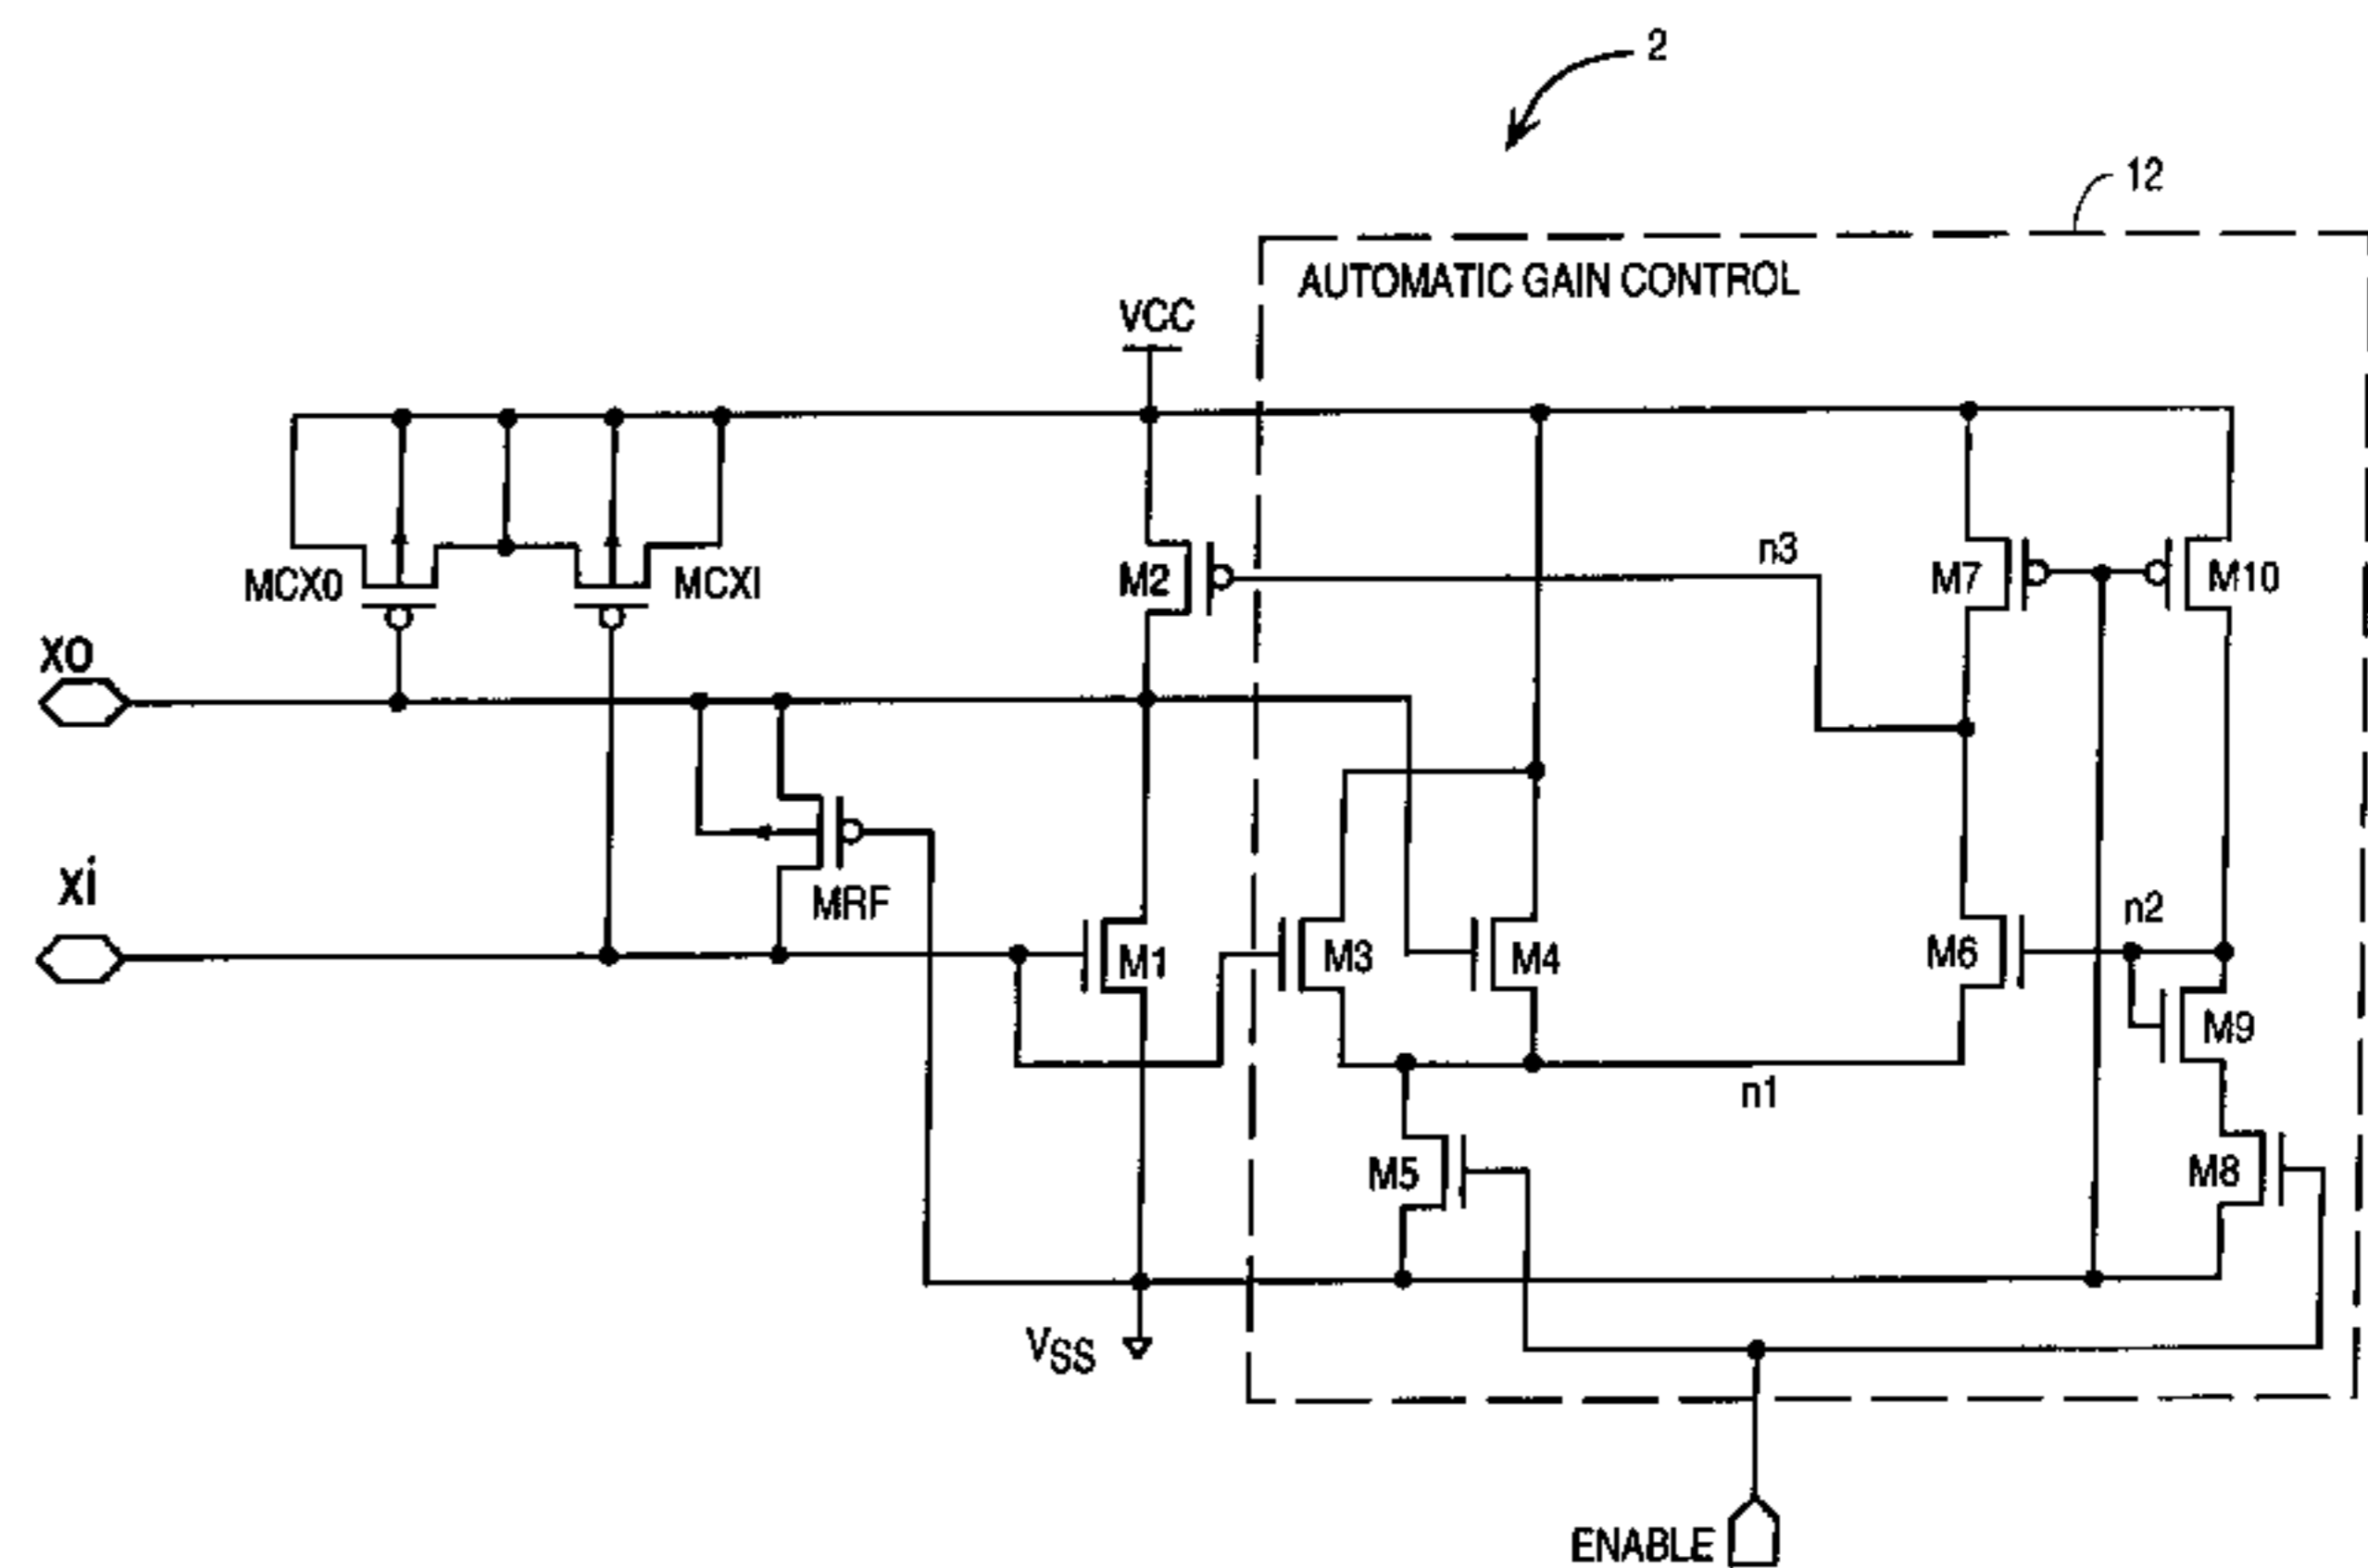 2
12
AUTOMATIC GAIN CONTROL
VCC
n3
M2
M7
M10
MCX0
MCXI
XO
Xi
MRF
n2
M1
M3
M4
M6
M9
n1
M5
M8
VSS
ENABLE